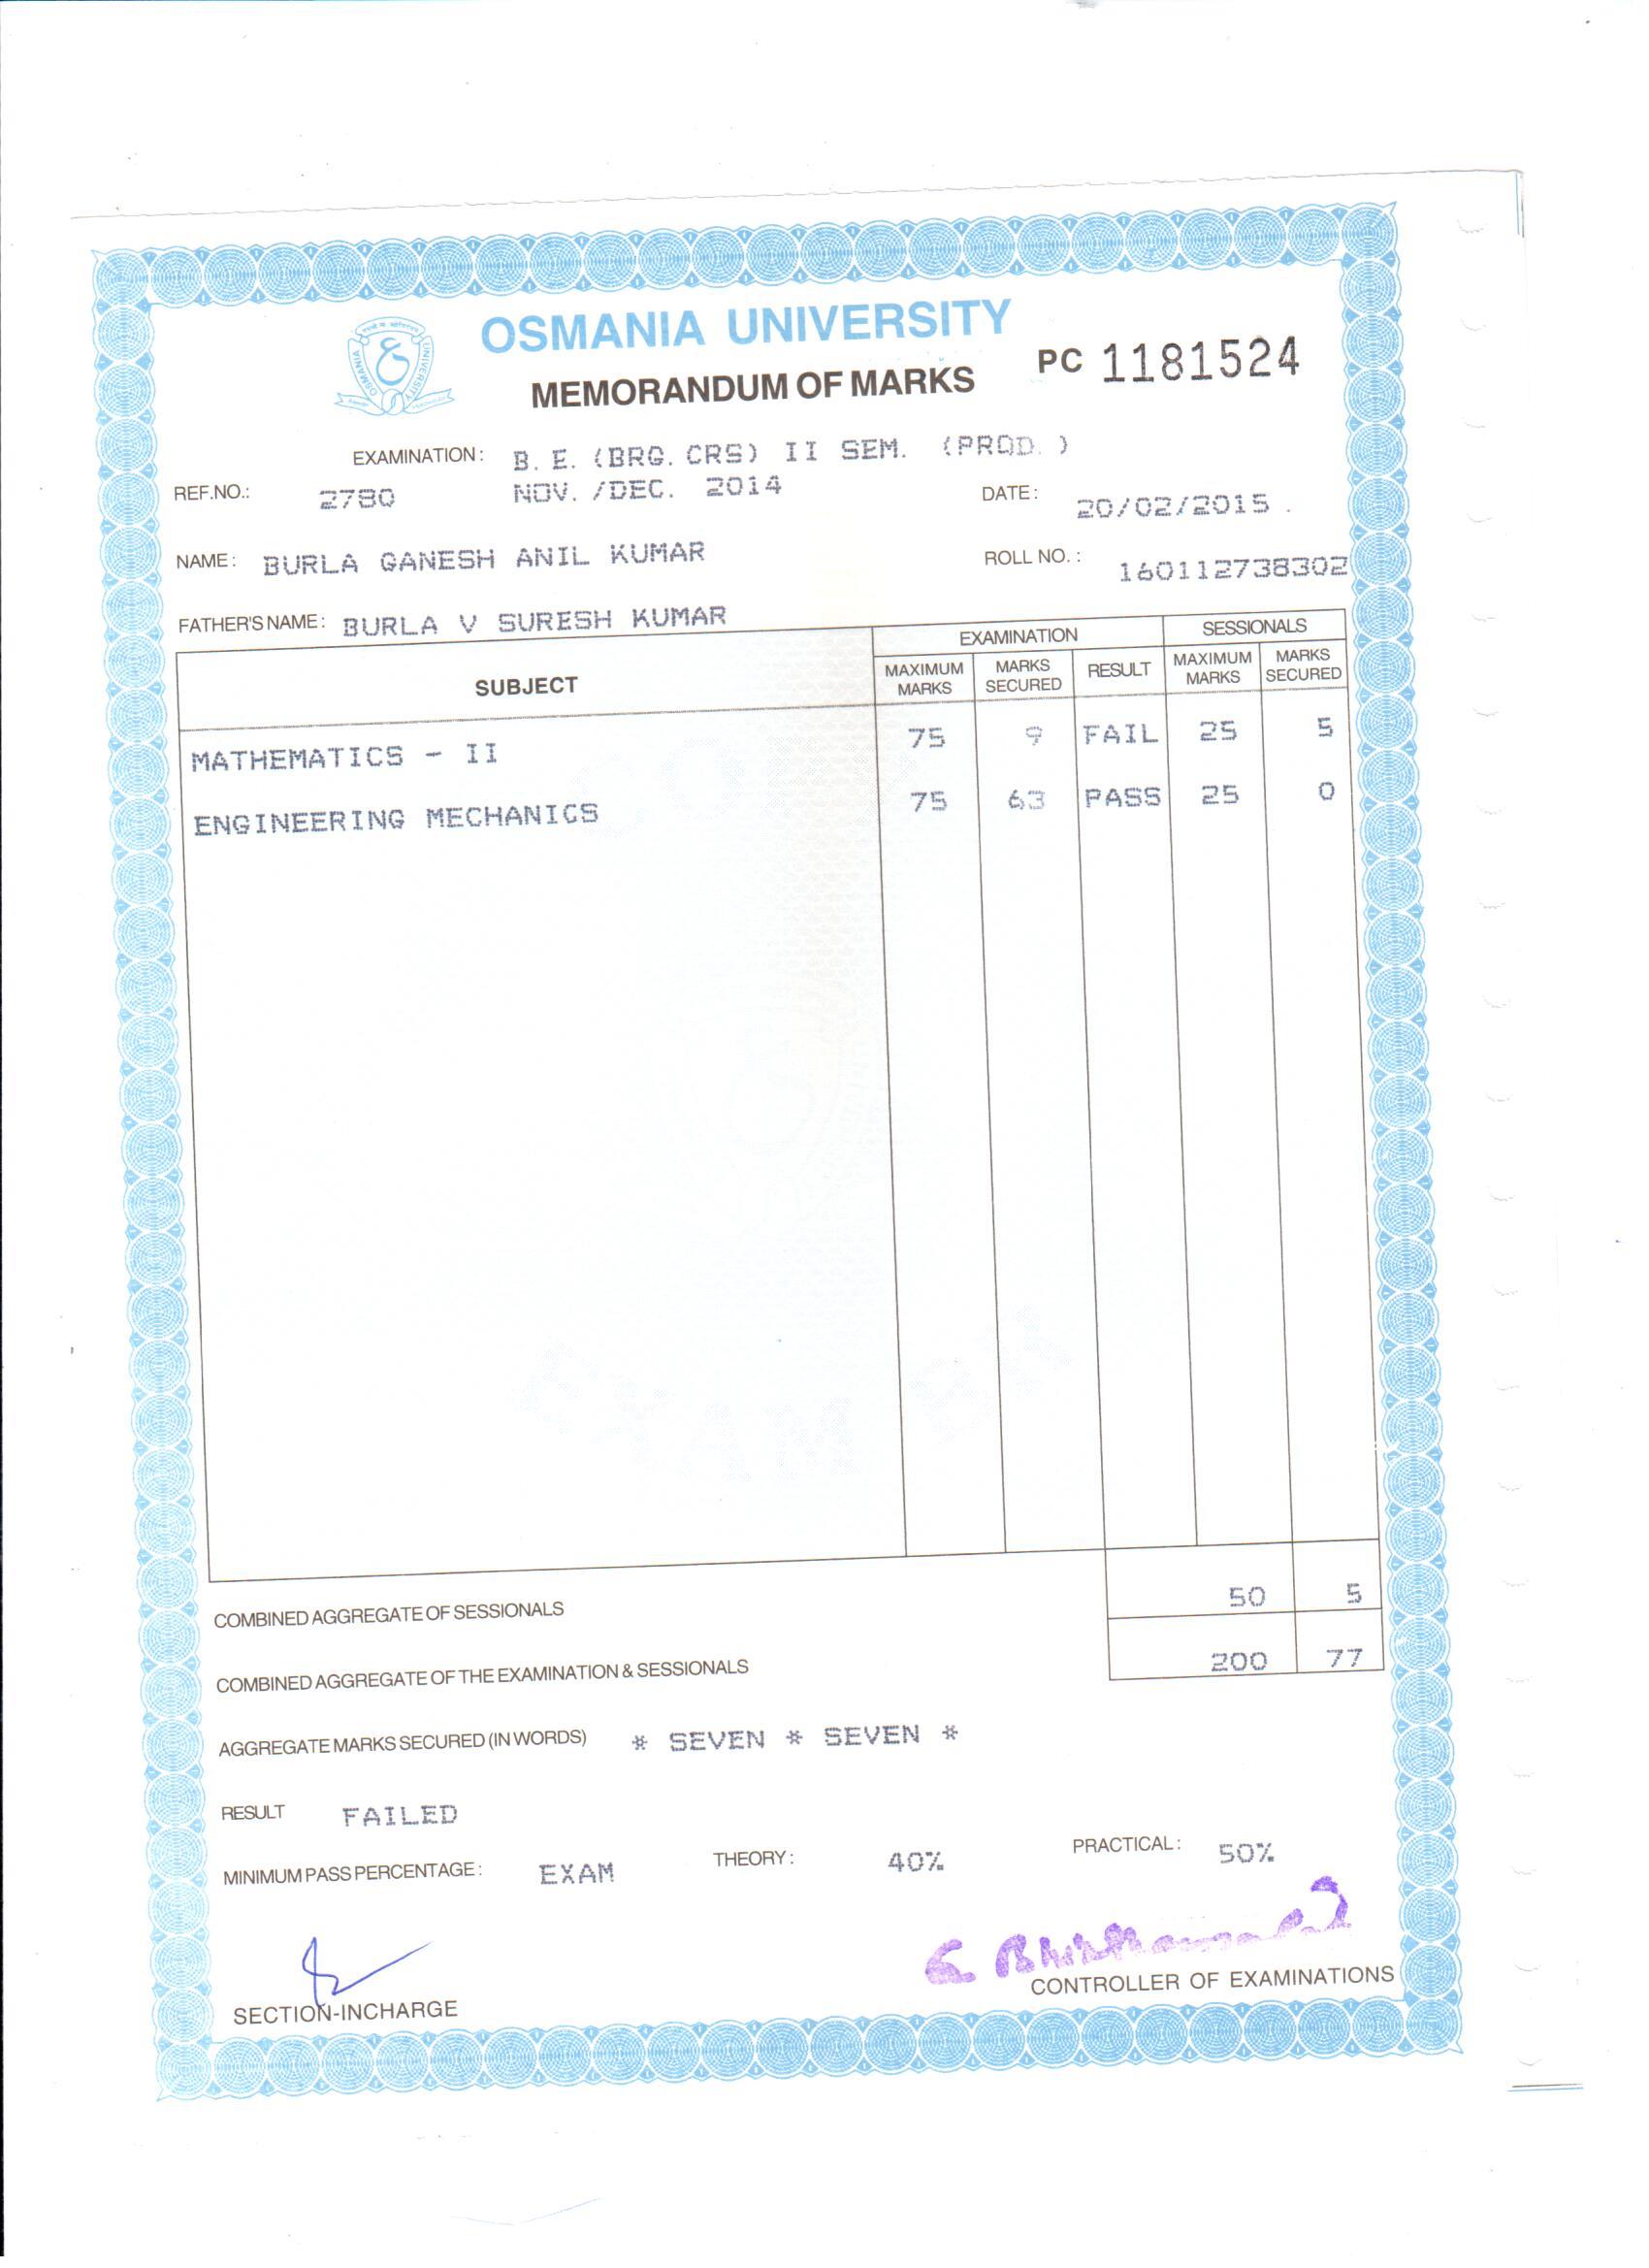 OSMANIA UNIVERSITY
MEMORANDUM OF MARKS
PC 1181524
EXAMINATION: B. E. (BRG. CRS) II SEM. (PROD. )
REF.NO.: 2780 NOV. /DEC. 2014 DATE: 20/02/2015 .
NAME: BURLA GANESH ANIL KUMAR ROLL NO. : 160112738302
FATHER'S NAME: BURLA V SURESH KUMAR
SUBJECT EXAMINATION SESSIONALS
MAXIMUM MARKS MARKS SECURED RESULT MAXIMUM MARKS MARKS SECURED
MATHEMATICS - II 75 9 FAIL 25 5
ENGINEERING MECHANICS 75 63 PASS 25 0
COMBINED AGGREGATE OF SESSIONALS 50 5
COMBINED AGGREGATE OF THE EXAMINATION & SESSIONALS 200 77
AGGREGATE MARKS SECURED (IN WORDS) * SEVEN * SEVEN *
RESULT FAILED
MINIMUM PASS PERCENTAGE: EXAM THEORY: 40% PRACTICAL: 50%
SECTION-INCHARGE CONTROLLER OF EXAMINATIONS